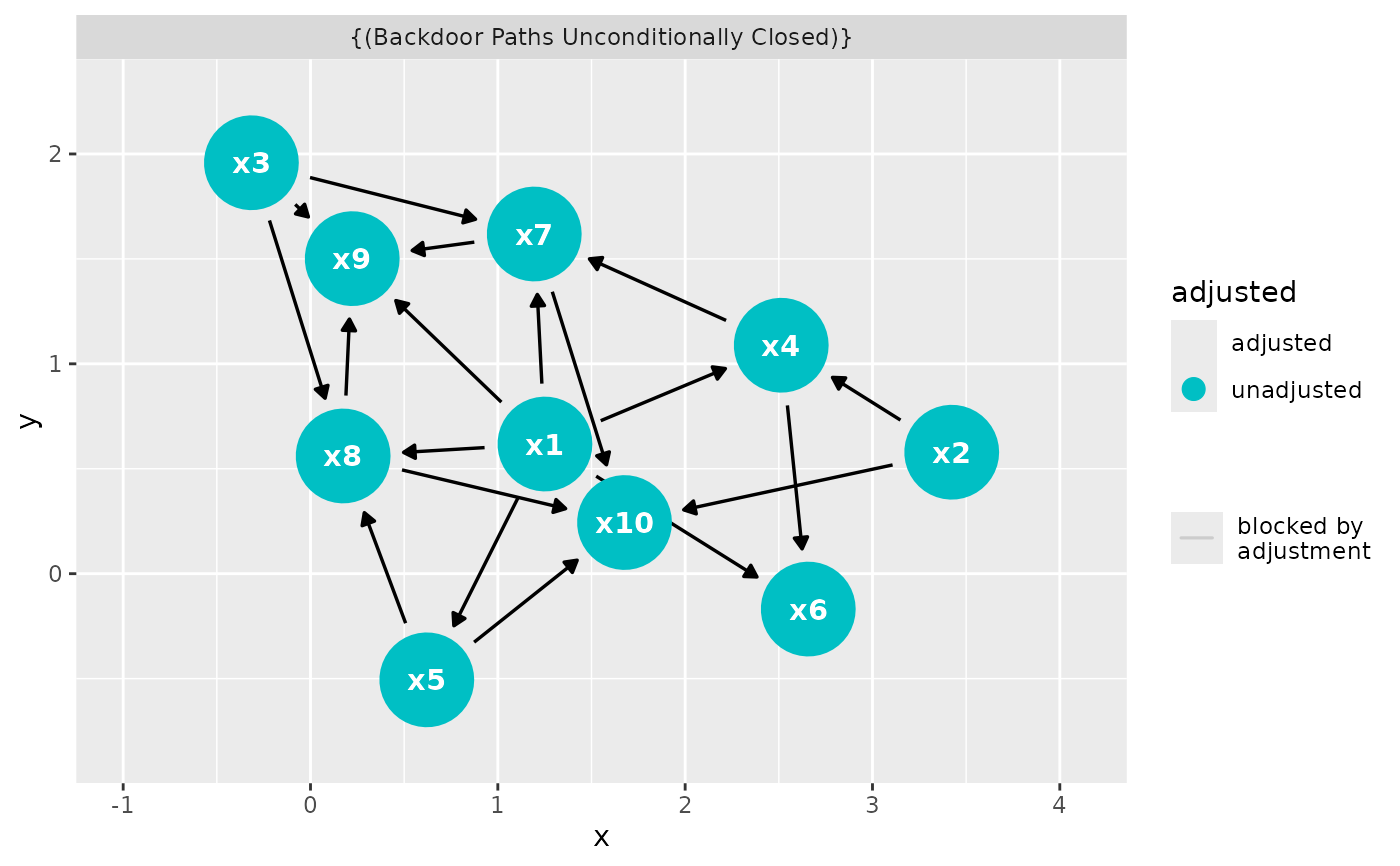 {(Backdoor Paths Unconditionally Closed)}
x3
x7
x9
x4
x1
x2
x8
x10
x6
x5
2
1
0
-1 0 1 2 3 4
x
y
adjusted
adjusted
unadjusted
blocked by
adjustment